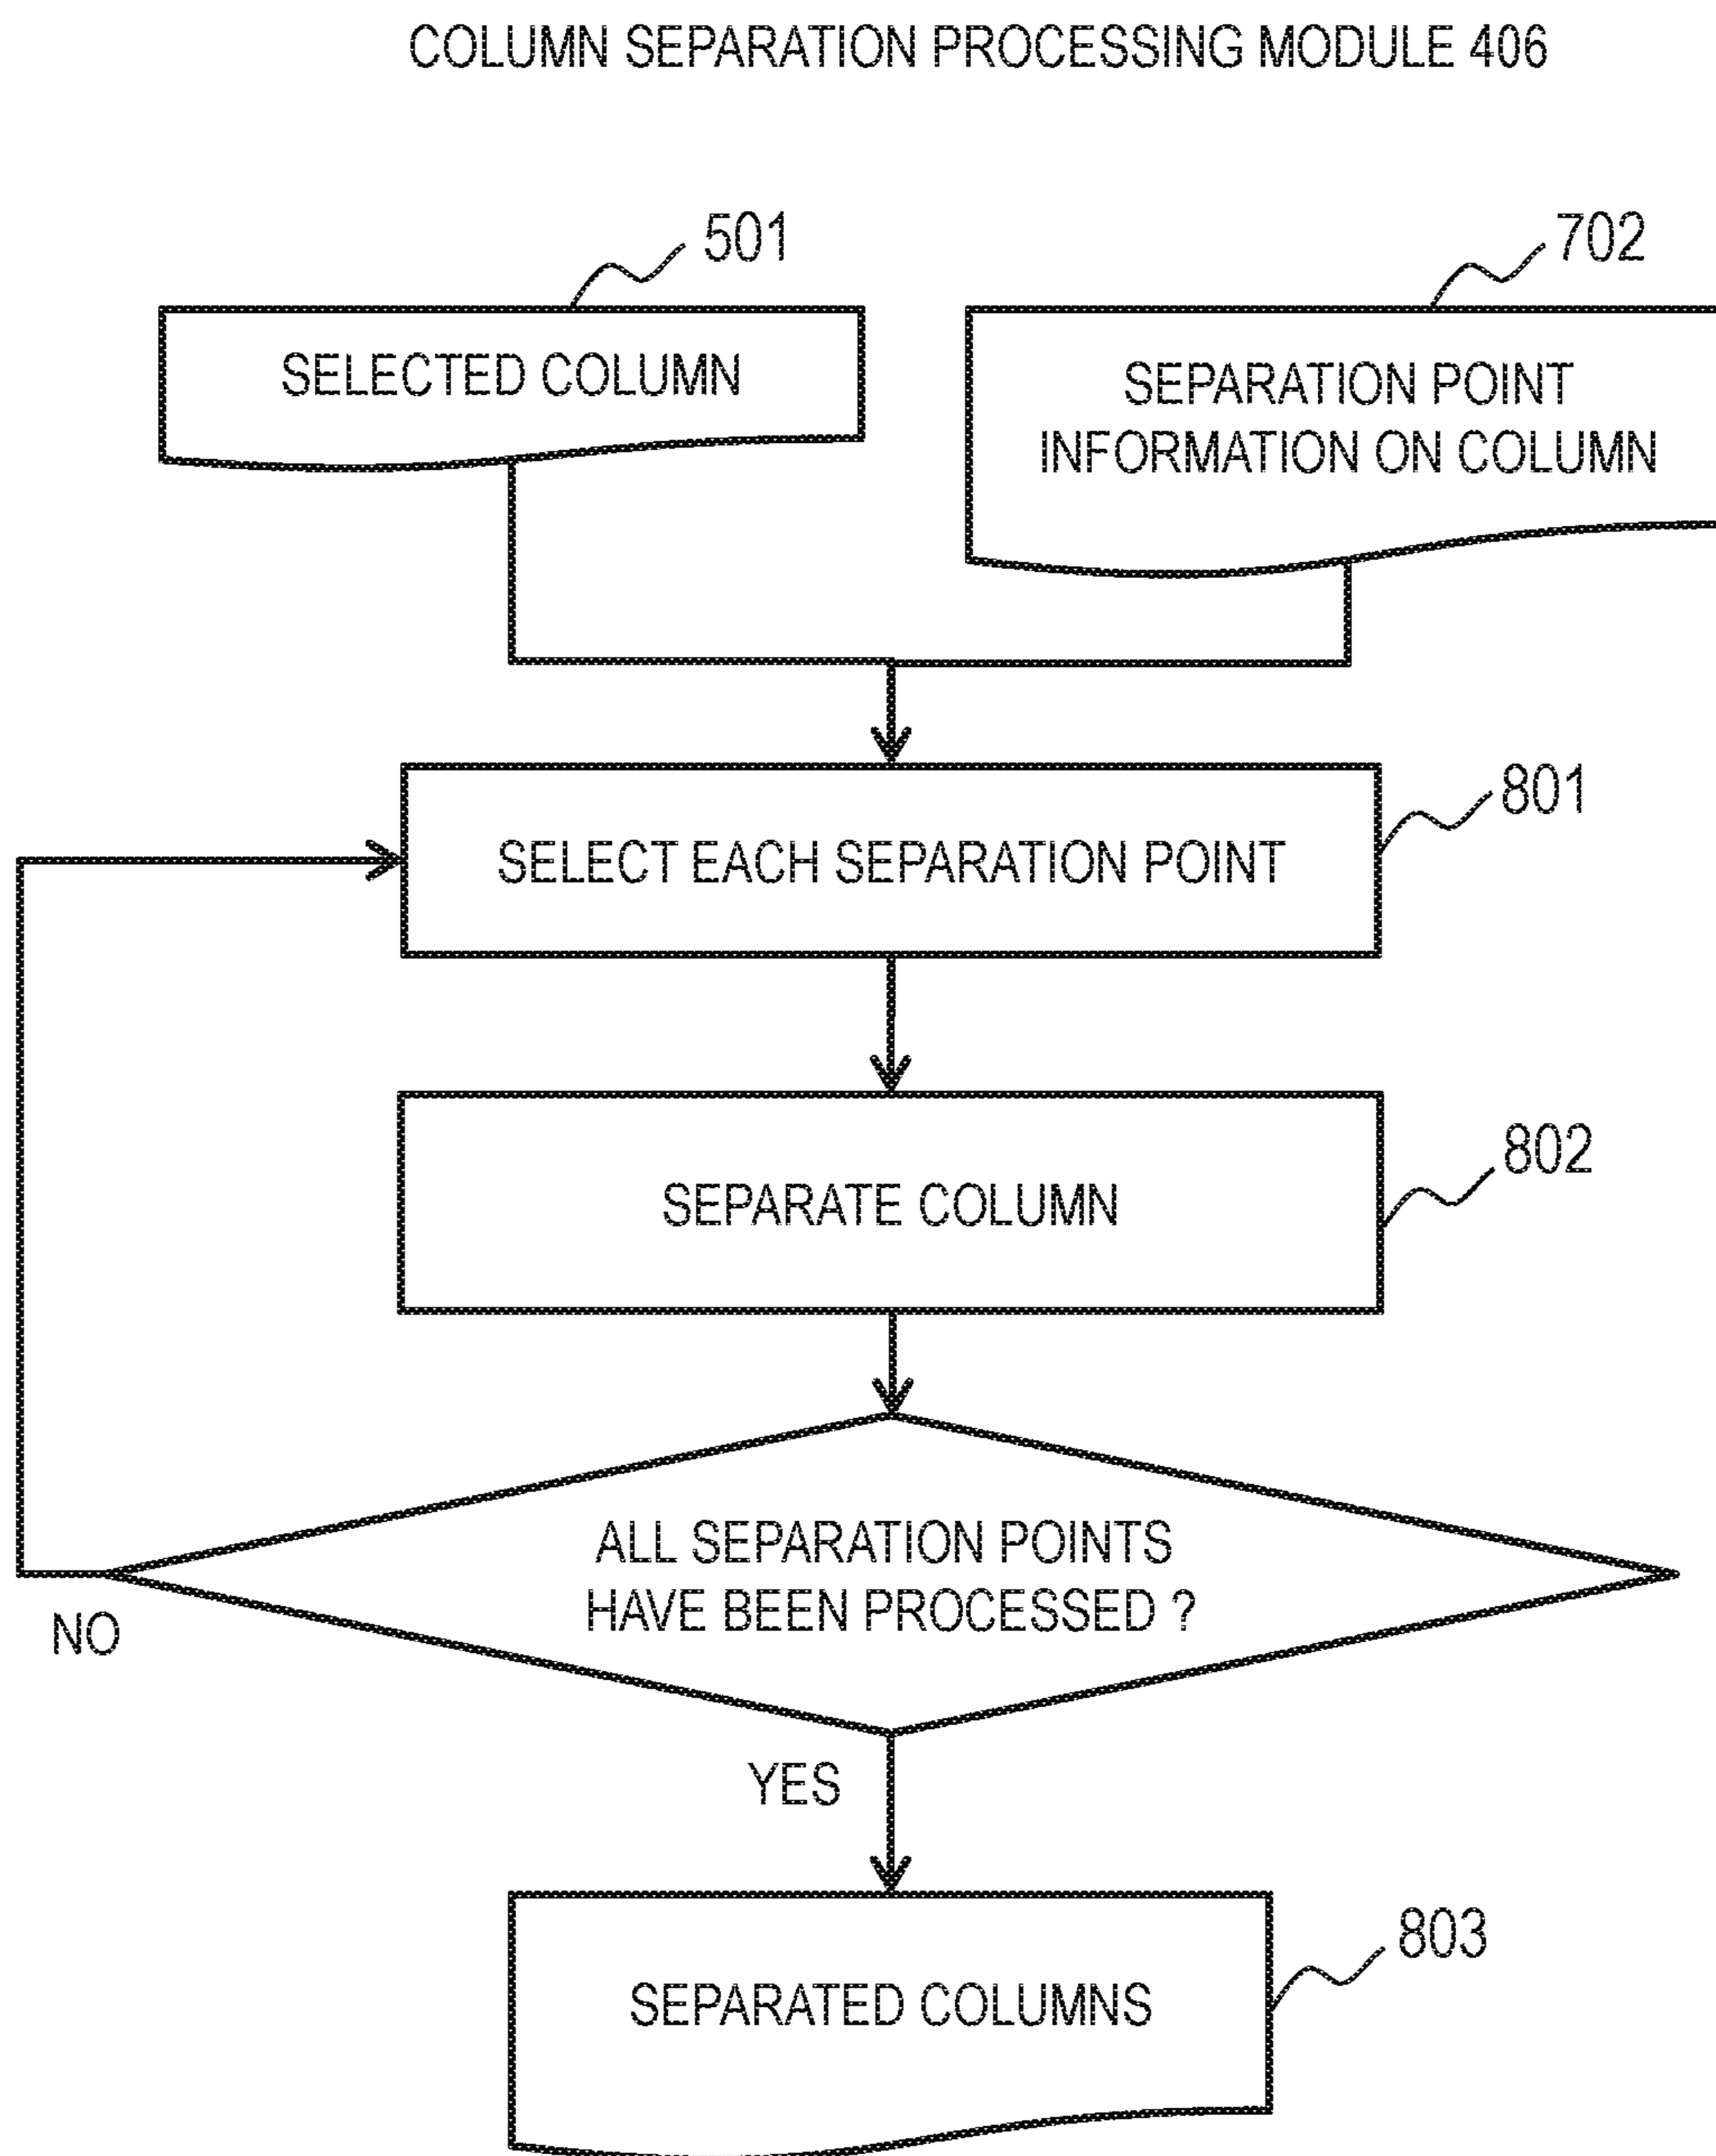 COLUMN SEPARATION PROCESSING MODULE 406
501
702
SELECTED COLUMN
SEPARATION POINT
INFORMATION ON COLUMN
801
SELECT EACH SEPARATION POINT
802
SEPARATE COLUMN
ALL SEPARATION POINTS
HAVE BEEN PROCESSED ?
NO
YES
803
SEPARATED COLUMNS